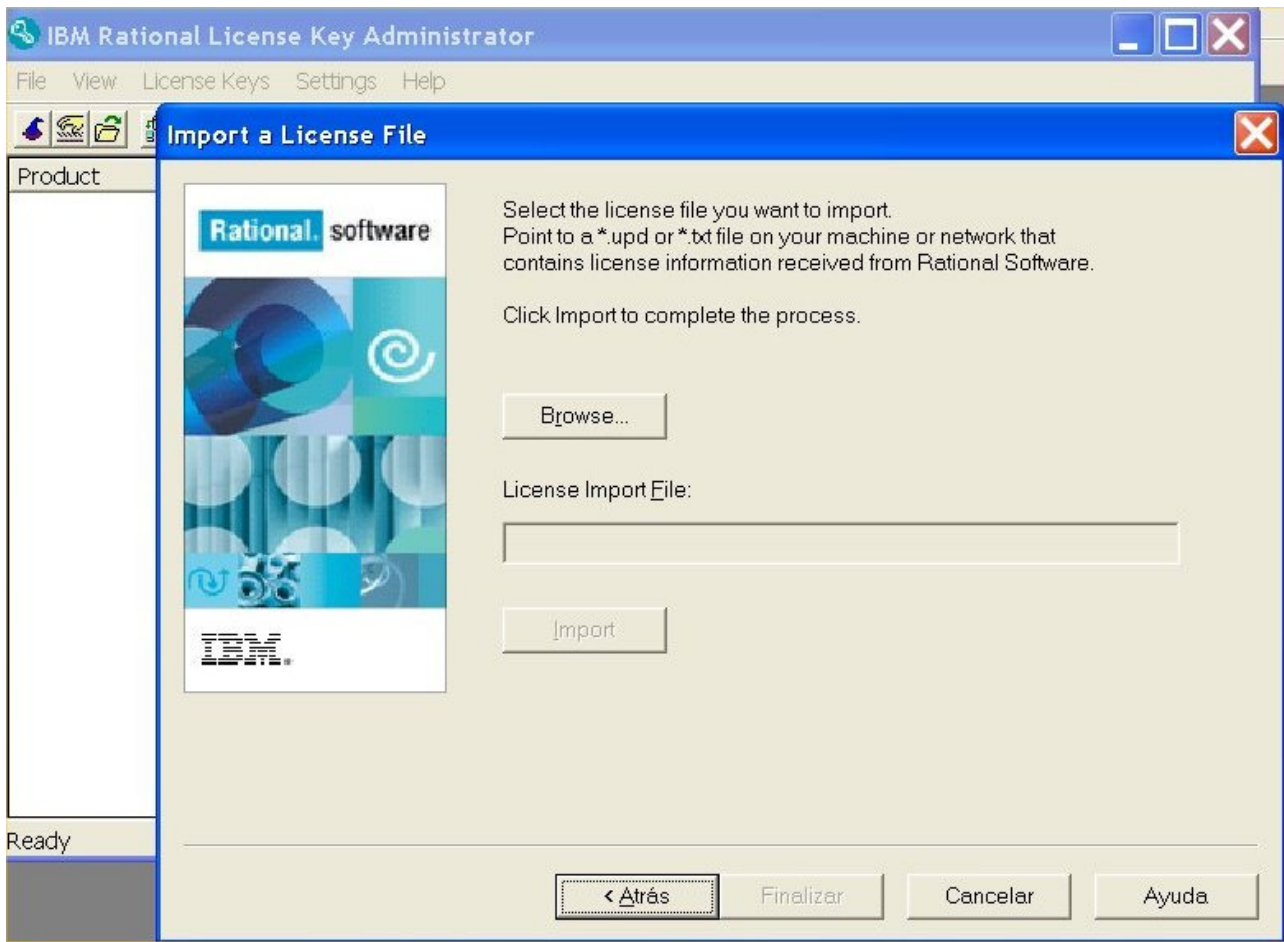 IBM Rational License Key Administrator
File View License Keys Settings Help
Import a License File
Product
Rational. software
Select the license file you want to import.
Point to a *.upd or *.txt file on your machine or network that
contains license information received from Rational Software.
Click Import to complete the process.
Browse...
License Import File:
Import
IBM.
Ready
< Atrás
Finalizar
Cancelar
Ayuda